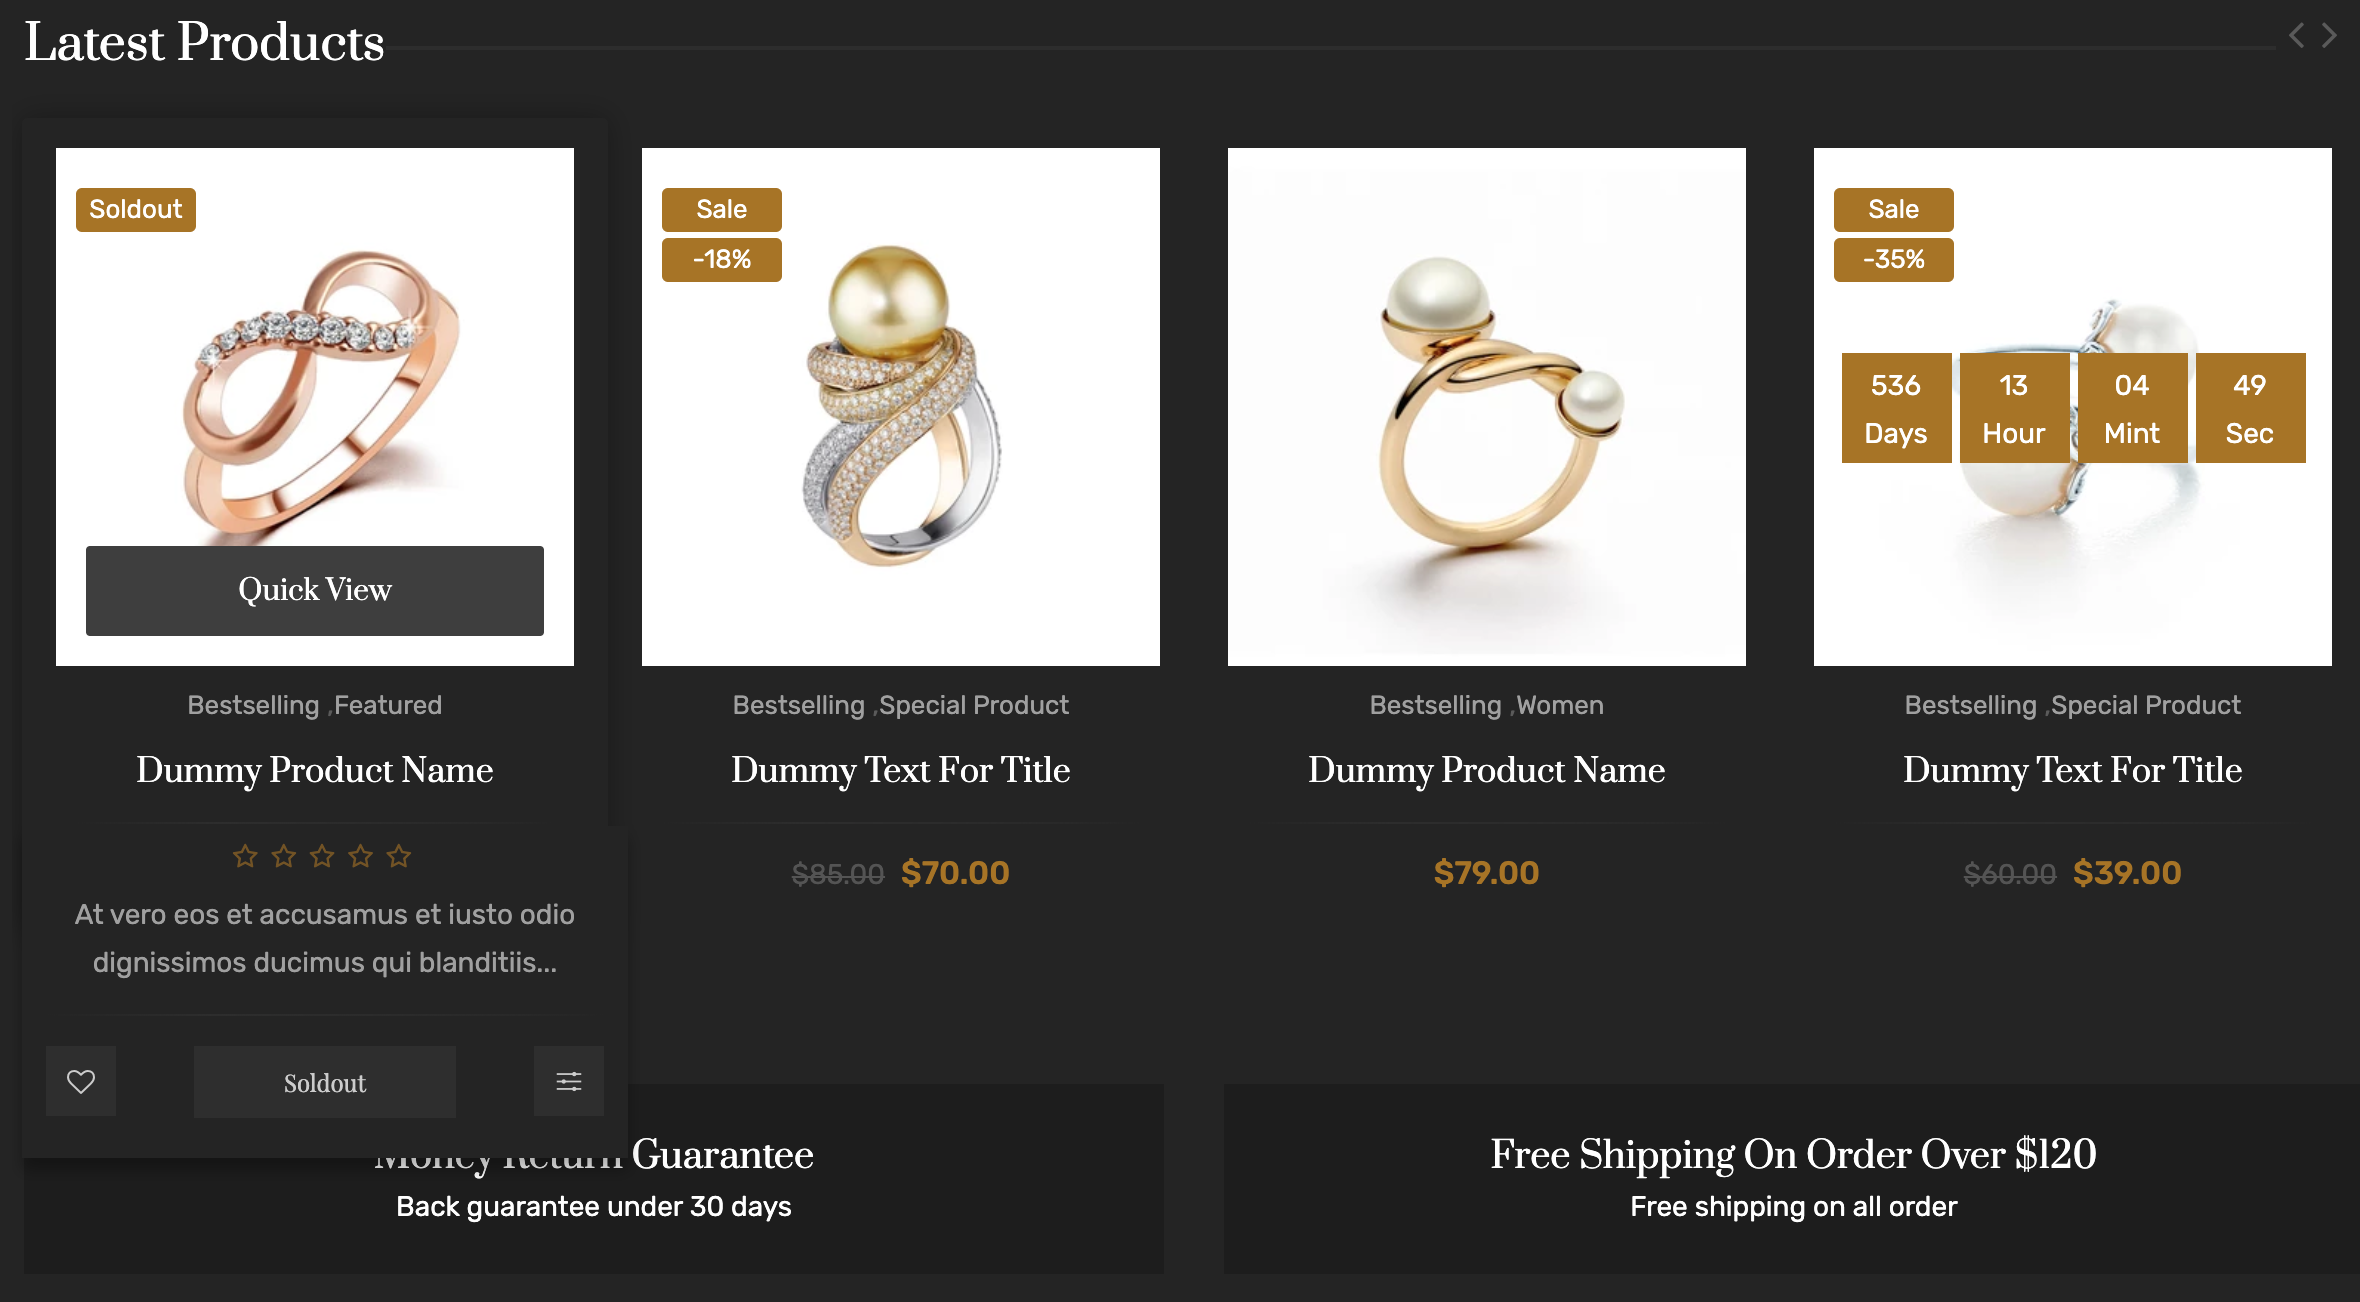 Latest Products
Soldout
Quick View
Bestselling ,Featured
Dummy Product Name
At vero eos et accusamus et iusto odio
dignissimos ducimus qui blanditiis...
Soldout
Sale
-18%
Bestselling ,Special Product
Dummy Text For Title
$85.00 $70.00
Bestselling ,Women
Dummy Product Name
$79.00
Sale
-35%
536 Days
13 Hour
04 Mint
49 Sec
Bestselling ,Special Product
Dummy Text For Title
$60.00 $39.00
Money Return Guarantee
Back guarantee under 30 days
Free Shipping On Order Over $120
Free shipping on all order